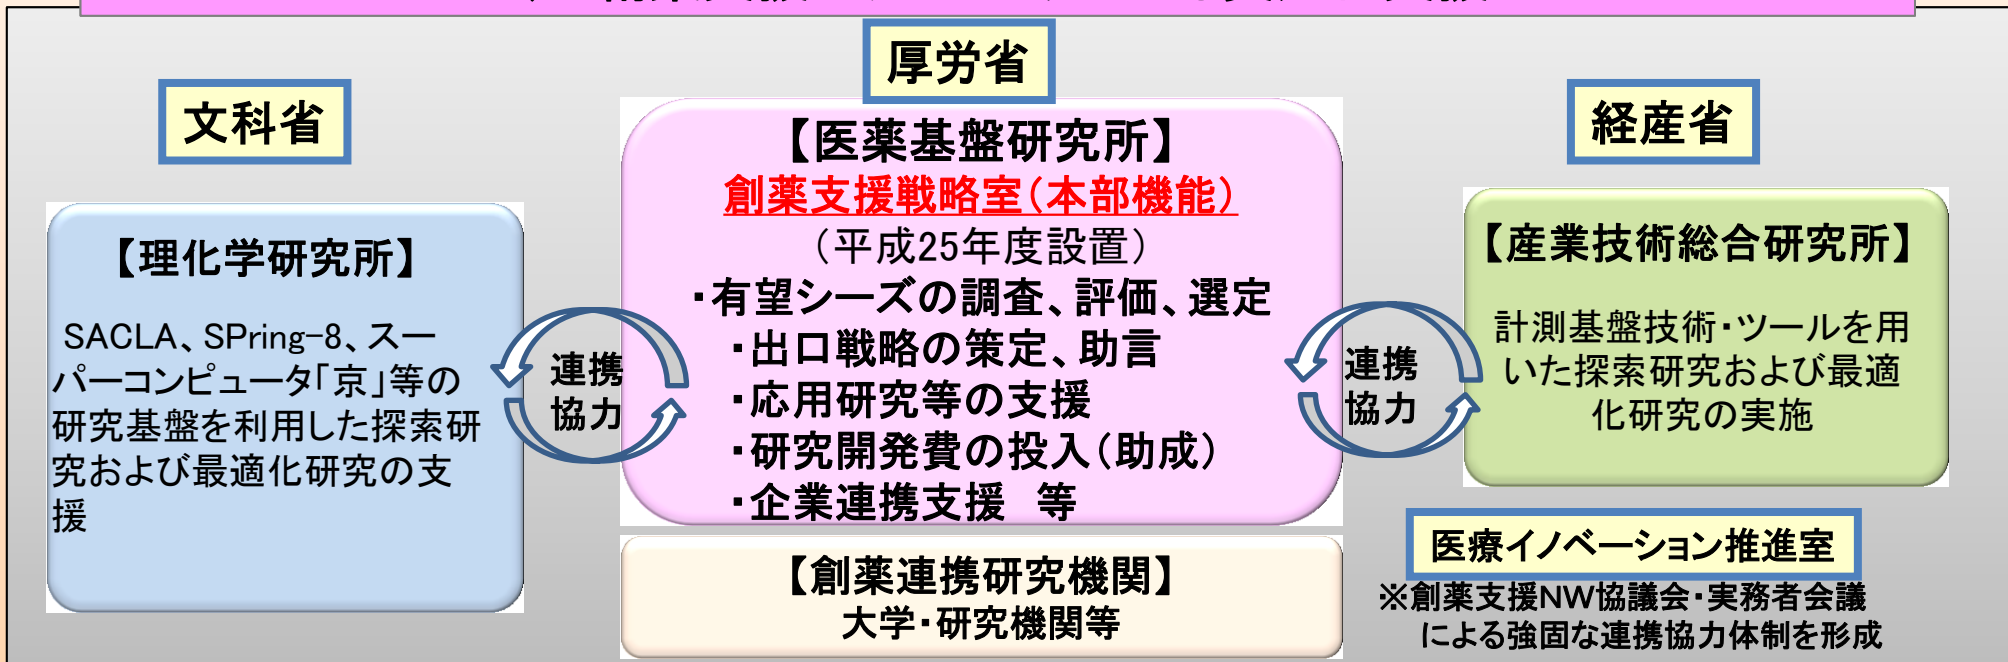 厚労省
文科省
経産省
【医薬基盤研究所】
創薬支援戦略室(本部機能)
(平成25年度設置)
・有望シーズの調査、評価、選定
・出口戦略の策定、助言
・応用研究等の支援
・研究開発費の投入(助成)
・企業連携支援　等
【理化学研究所】
SACLA、SPring-8、スー
パーコンピュータ「京」等の
研究基盤を利用した探索研
究および最適化研究の支
援
連携
協力
連携
協力
【産業技術総合研究所】
計測基盤技術・ツールを用
いた探索研究および最適
化研究の実施
【創薬連携研究機関】
大学・研究機関等
医療イノベーション推進室
※創薬支援NW協議会・実務者会議
による強固な連携協力体制を形成